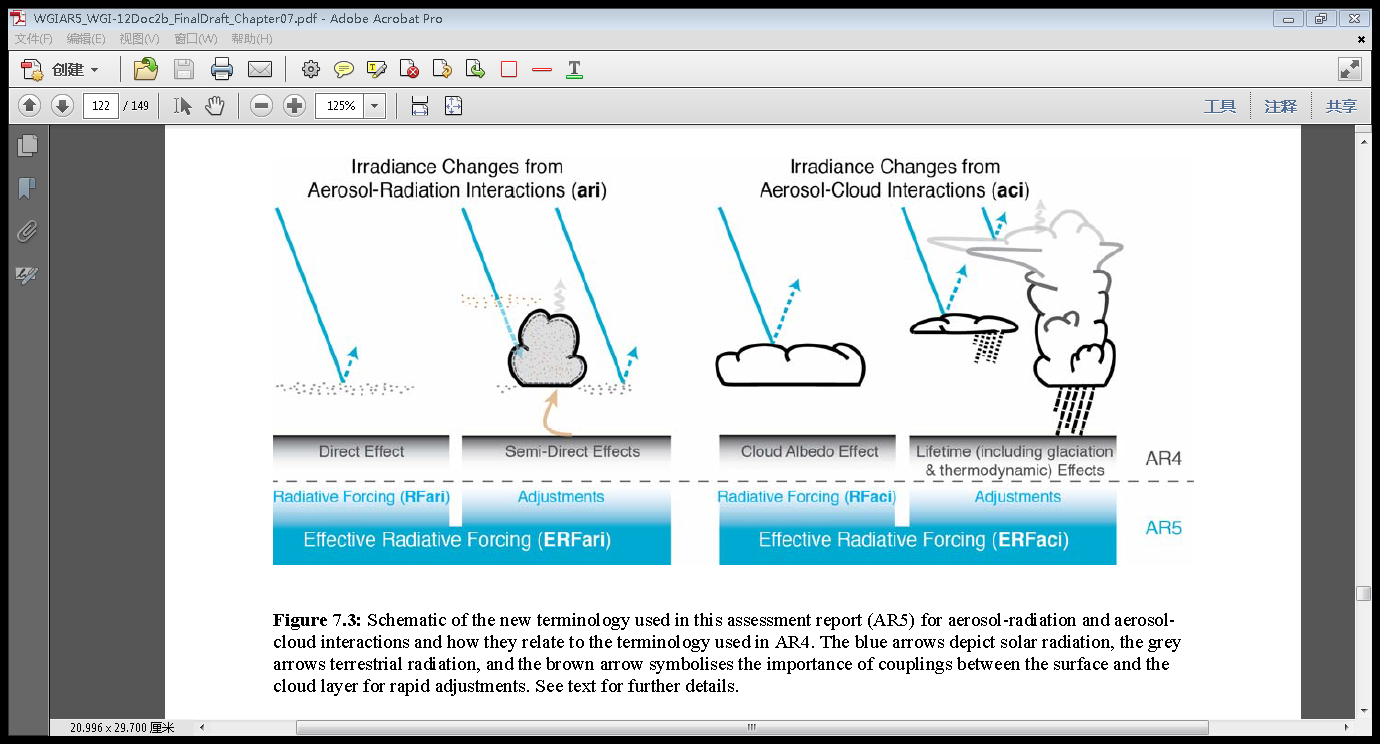 WGIAR5_WGI-12Doc2b_FinalDraft_Chapter07.pdf - Adobe Acrobat Pro
文件(F) 编辑(E) 视图(V) 窗口(W) 帮助(H)
创建
122 / 149 125% 工具 注释 共享
Irradiance Changes from
Aerosol-Radiation Interactions (ari)
Irradiance Changes from
Aerosol-Cloud Interactions (aci)
Direct Effect
Semi-Direct Effects
Cloud Albedo Effect
Lifetime (including glaciation
& thermodynamic) Effects
AR4
Radiative Forcing (RFari)
Adjustments
Radiative Forcing (RFaci)
Adjustments
AR5
Effective Radiative Forcing (ERFari)
Effective Radiative Forcing (ERFaci)
Figure 7.3: Schematic of the new terminology used in this assessment report (AR5) for aerosol-radiation and aerosol-
cloud interactions and how they relate to the terminology used in AR4. The blue arrows depict solar radiation, the grey
arrows terrestrial radiation, and the brown arrow symbolises the importance of couplings between the surface and the
cloud layer for rapid adjustments. See text for further details.
20.996 x 29.700 厘米